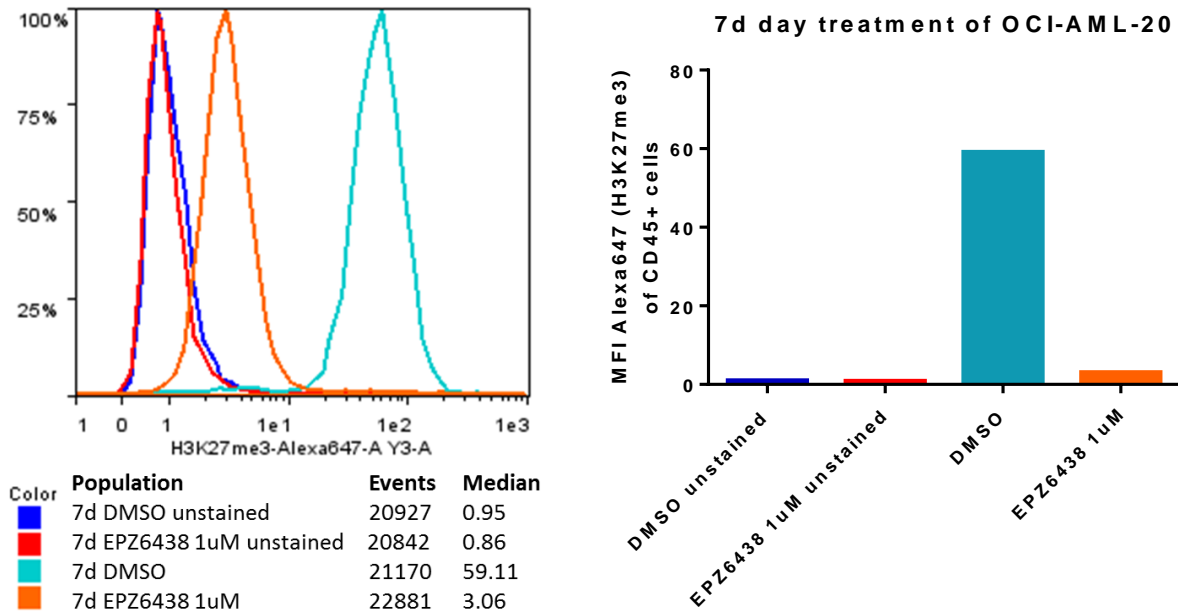 100%
75%
50%
25%
1 0 1 1e1 1e2 1e3
H3K27me3-Alexa647-A Y3-A
Color Population Events Median
7d DMSO unstained 20927 0.95
7d EPZ6438 1uM unstained 20842 0.86
7d DMSO 21170 59.11
7d EPZ6438 1uM 22881 3.06
7d day treatment of OCI-AML-20
MFI Alexa647 (H3K27me3)
of CD45+ cells
80
60
40
20
0
DMSO unstained
EPZ6438 1uM unstained
DMSO
EPZ6438 1uM